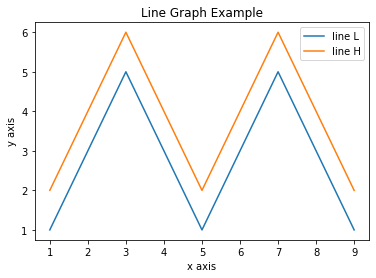 Line Graph Example
line L
line H
6
5
4
3
2
1
y axis
1 2 3 4 5 6 7 8 9
x axis